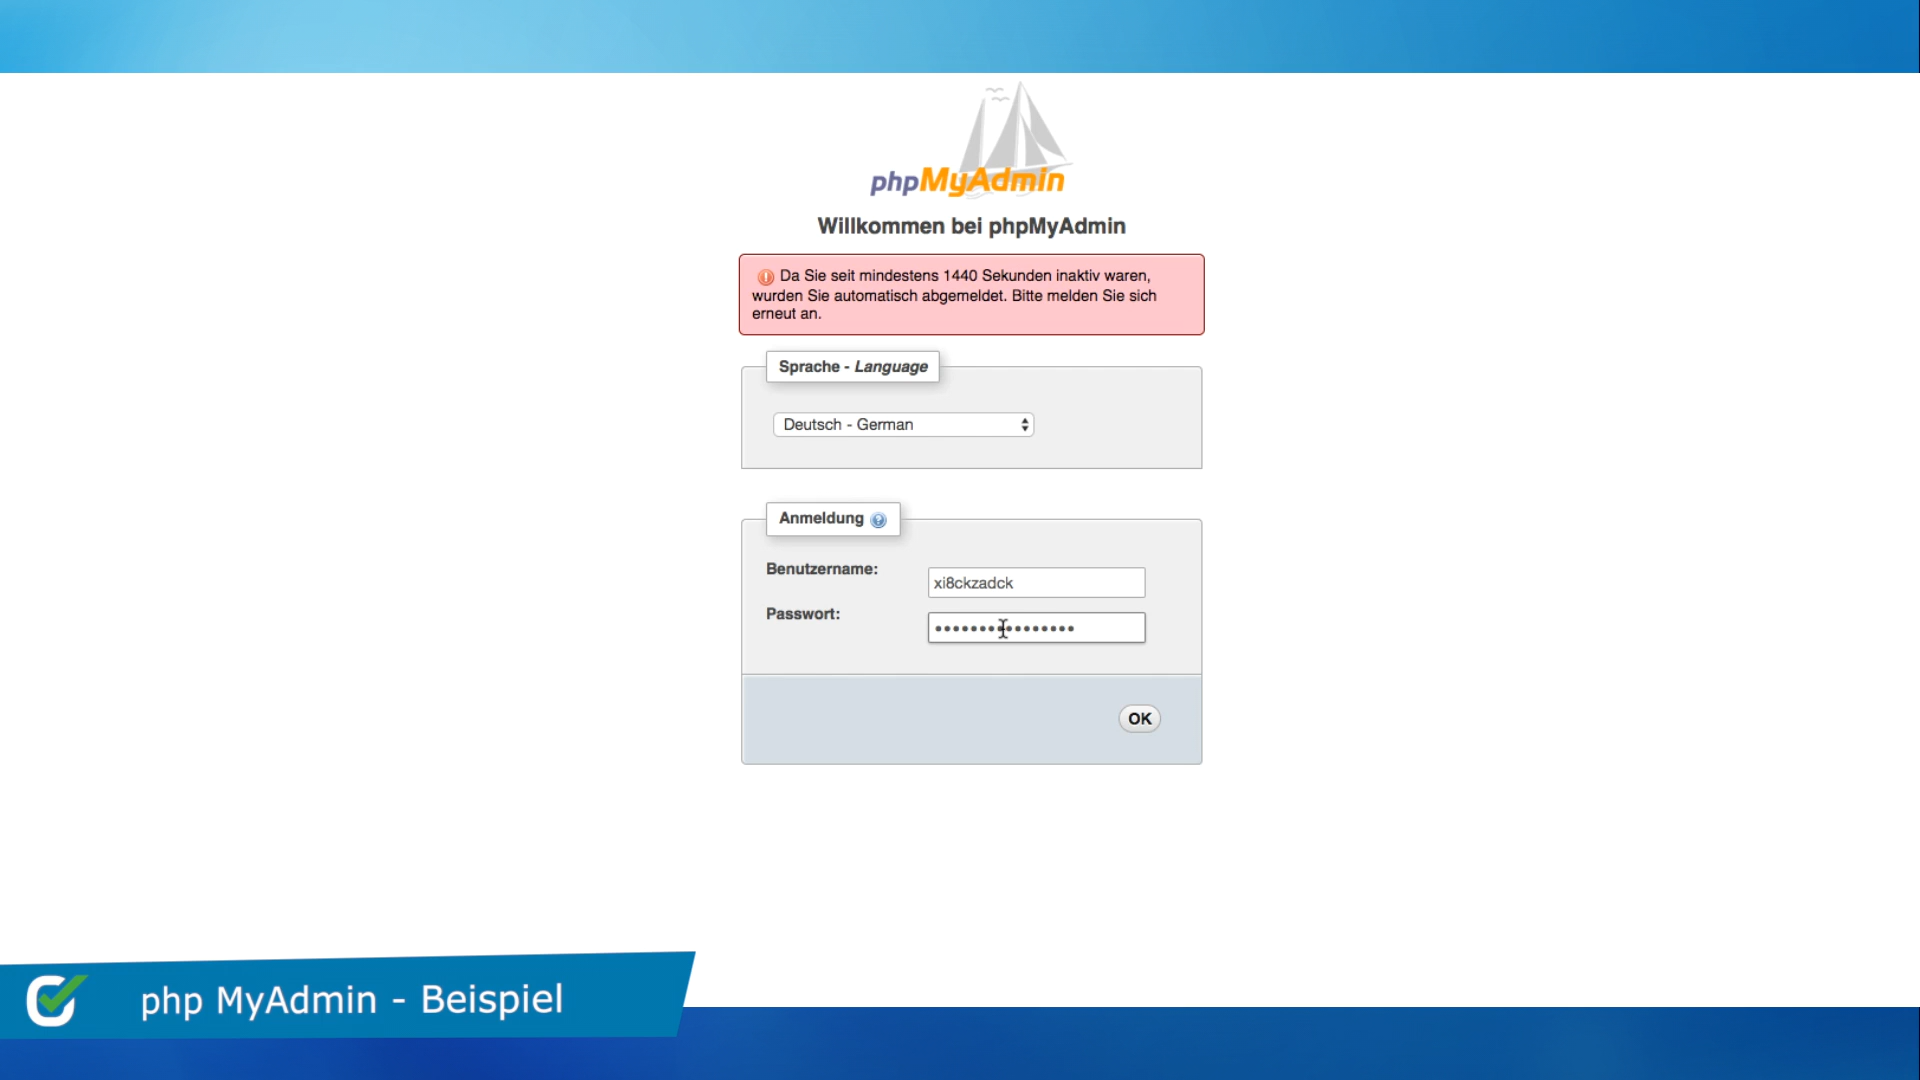 phpMyAdmin
Willkommen bei phpMyAdmin
Da Sie seit mindestens 1440 Sekunden inaktiv waren,
wurden Sie automatisch abgemeldet. Bitte melden Sie sich
erneut an.
Sprache - Language
Deutsch - German
Anmeldung
Benutzername:
xi8ckzadck
Passwort:
••••••••••••••••
OK
php MyAdmin - Beispiel